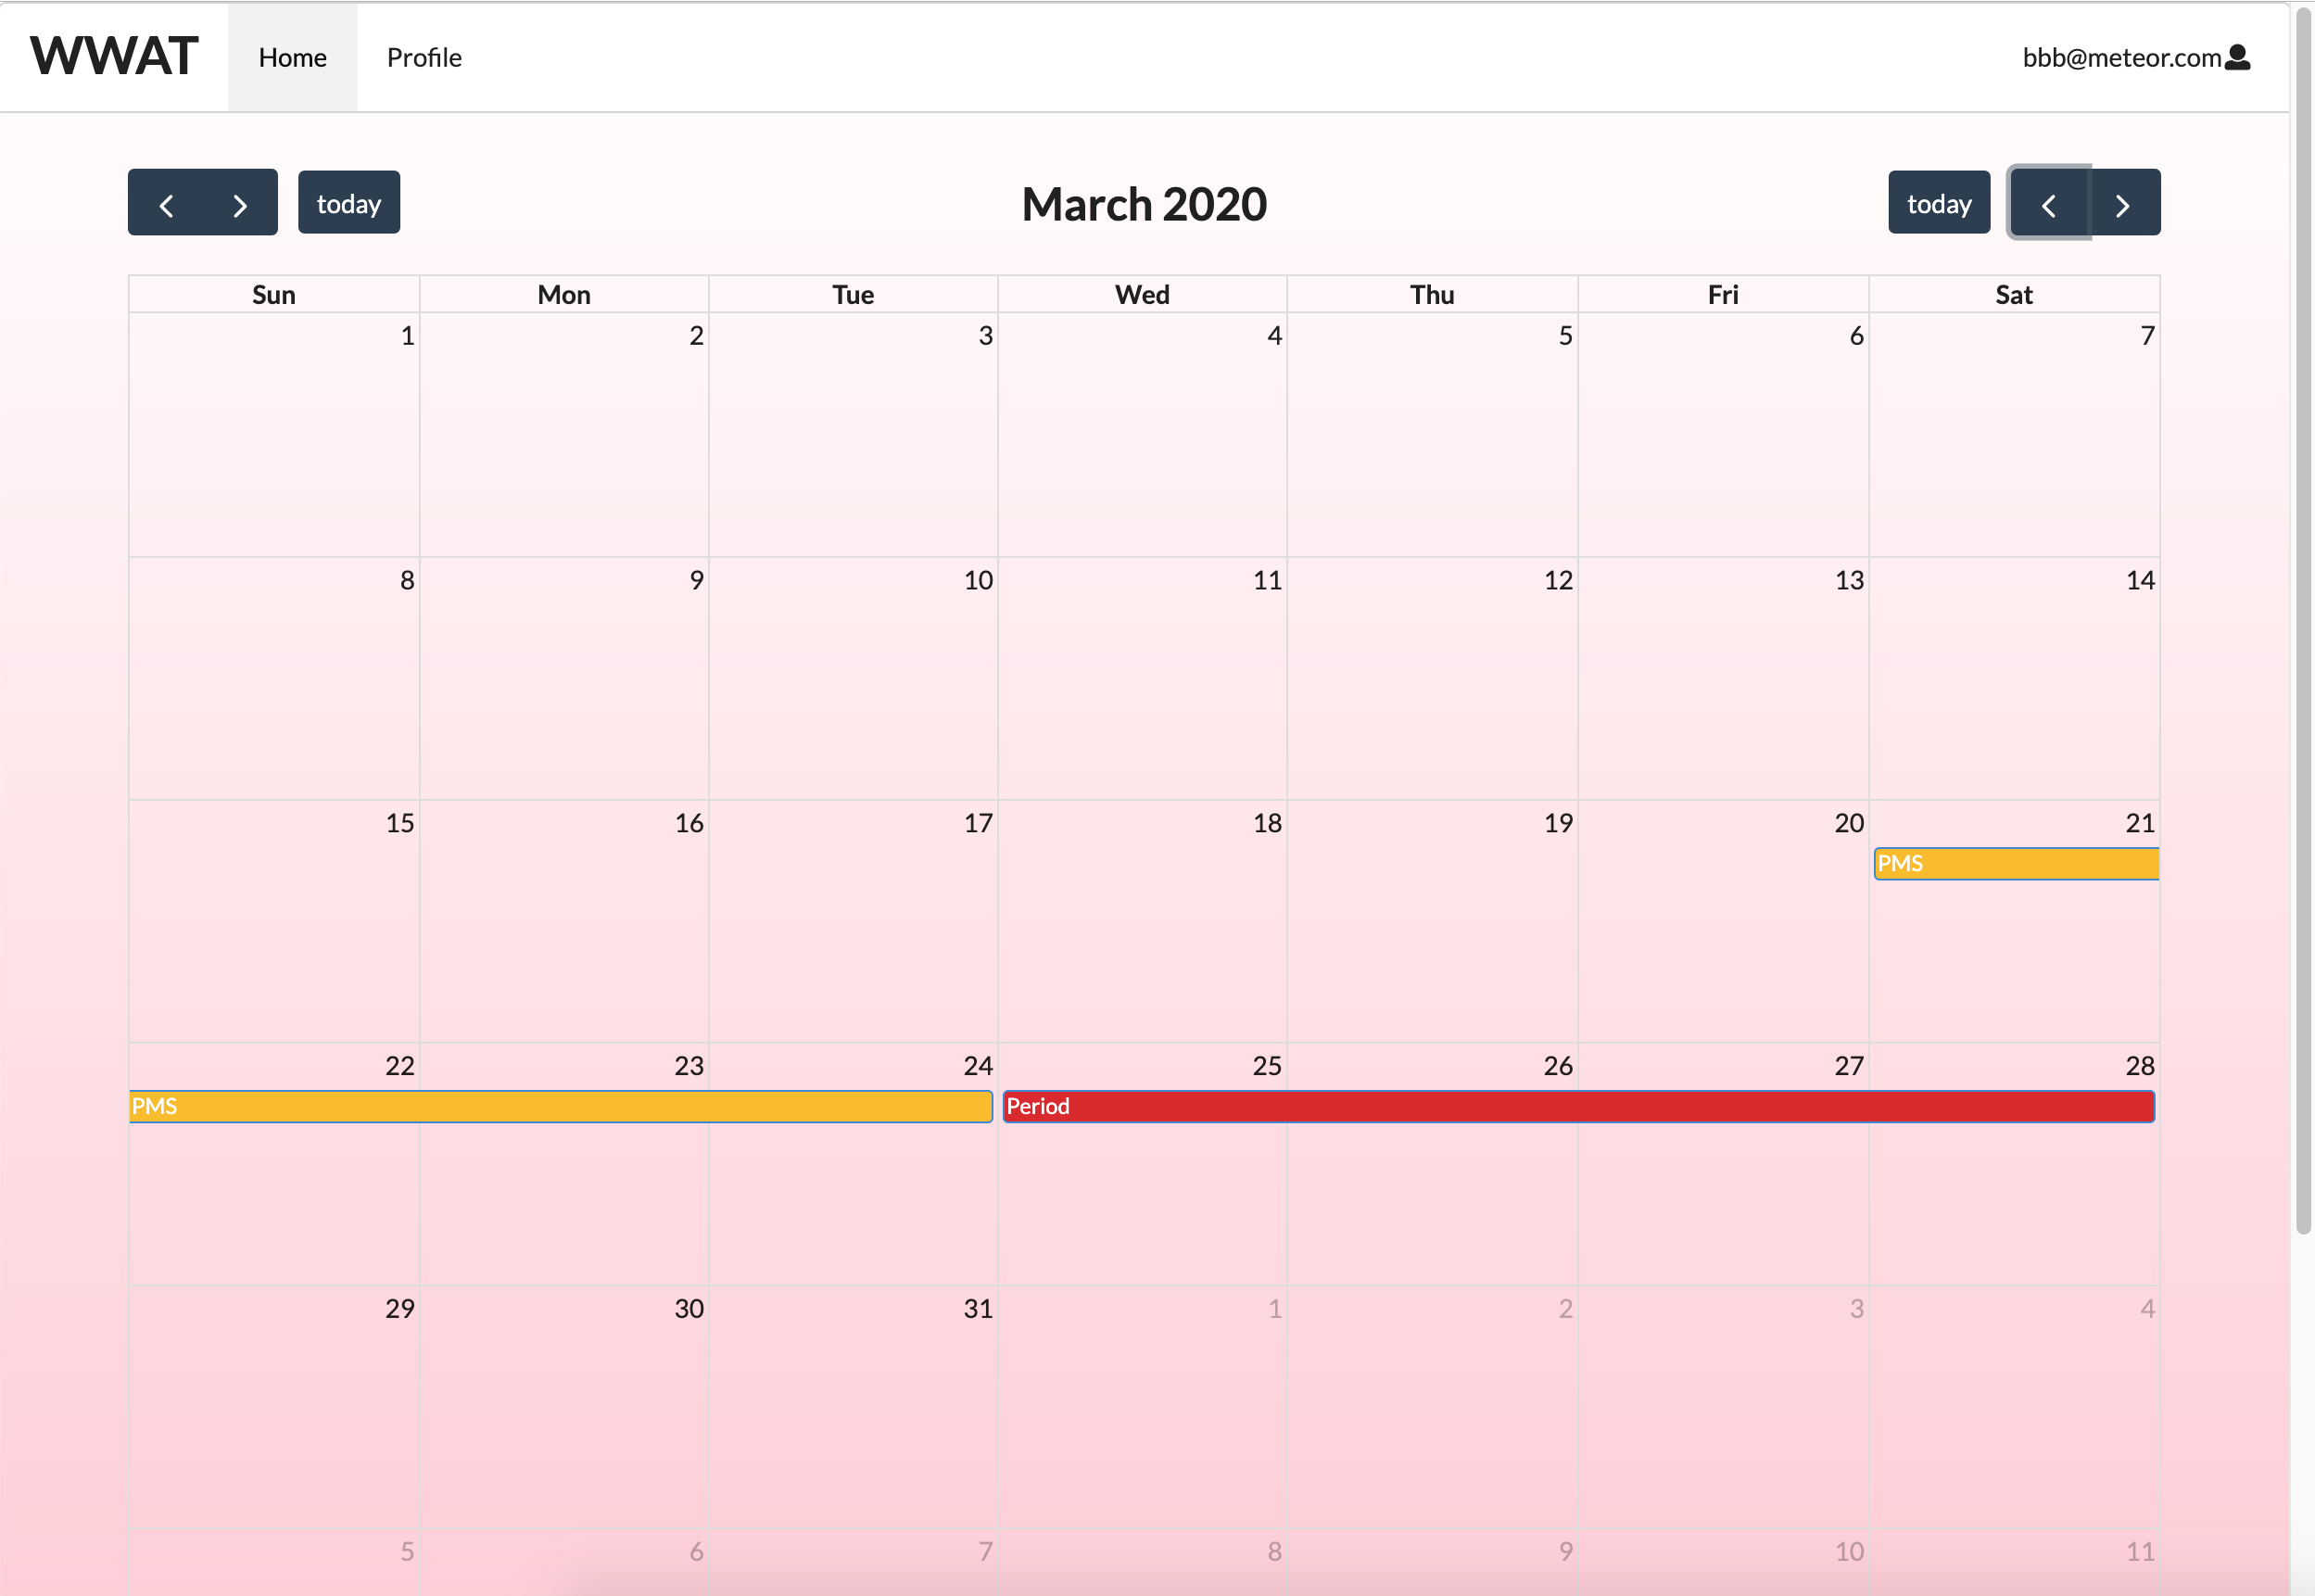 WWAT Home Profile bbb@meteor.com
today March 2020 today
Sun Mon Tue Wed Thu Fri Sat
1 2 3 4 5 6 7
8 9 10 11 12 13 14
15 16 17 18 19 20 21
PMS
22 23 24 25 26 27 28
PMS Period
29 30 31 1 2 3 4
5 6 7 8 9 10 11